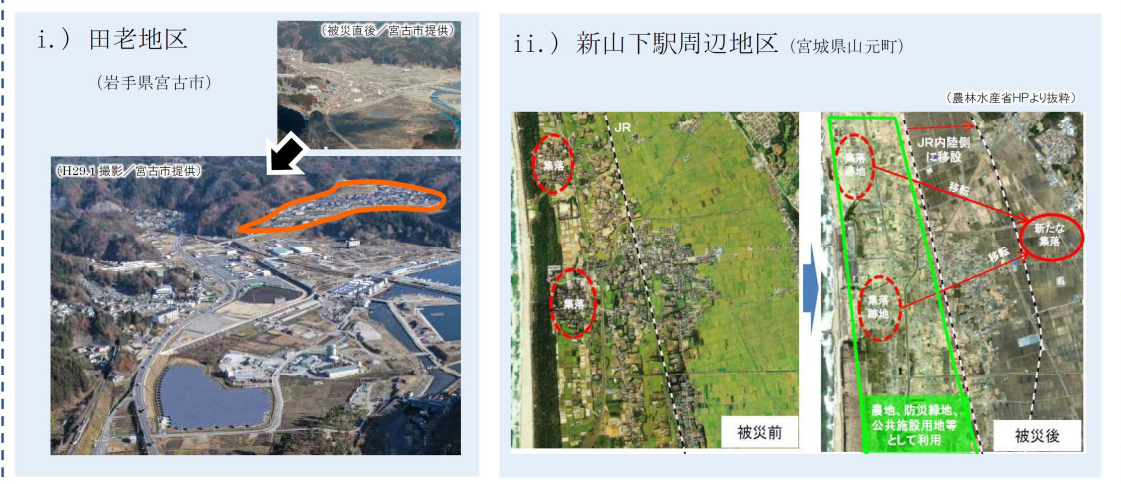 i.) 田老地区
(岩手県宮古市)
(被災直後/宮古市提供)
(H29.1 撮影/宮古市提供)
ii.) 新山下駅周辺地区 (宮城県山元町)
(農林水産省HPより抜粋)
JR
集落
集落
被災前
JR内陸側
に移設
集落
農地
移転
新たな
集落
移転
集落
跡地
農地、防災緑地、
公共施設用地等
として利用
被災後